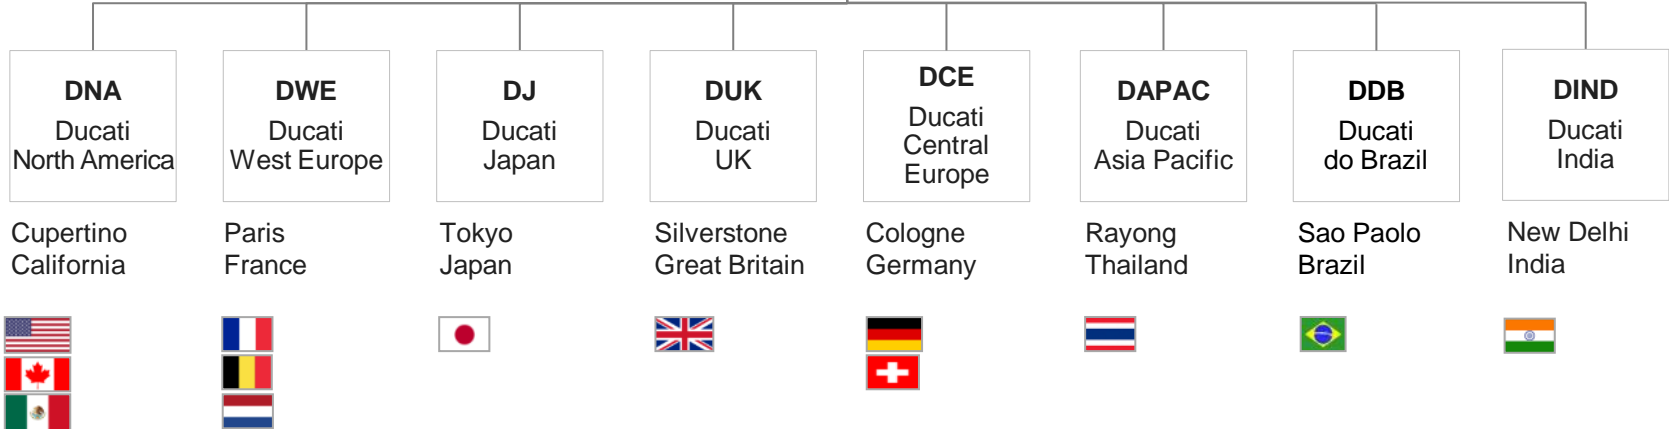 DNA
Ducati
North America
Cupertino
California
DWE
Ducati
West Europe
Paris
France
DJ
Ducati
Japan
Tokyo
Japan
DUK
Ducati
UK
Silverstone
Great Britain
DCE
Ducati
Central
Europe
Cologne
Germany
DAPAC
Ducati
Asia Pacific
Rayong
Thailand
DDB
Ducati
do Brazil
Sao Paolo
Brazil
DIND
Ducati
India
New Delhi
India